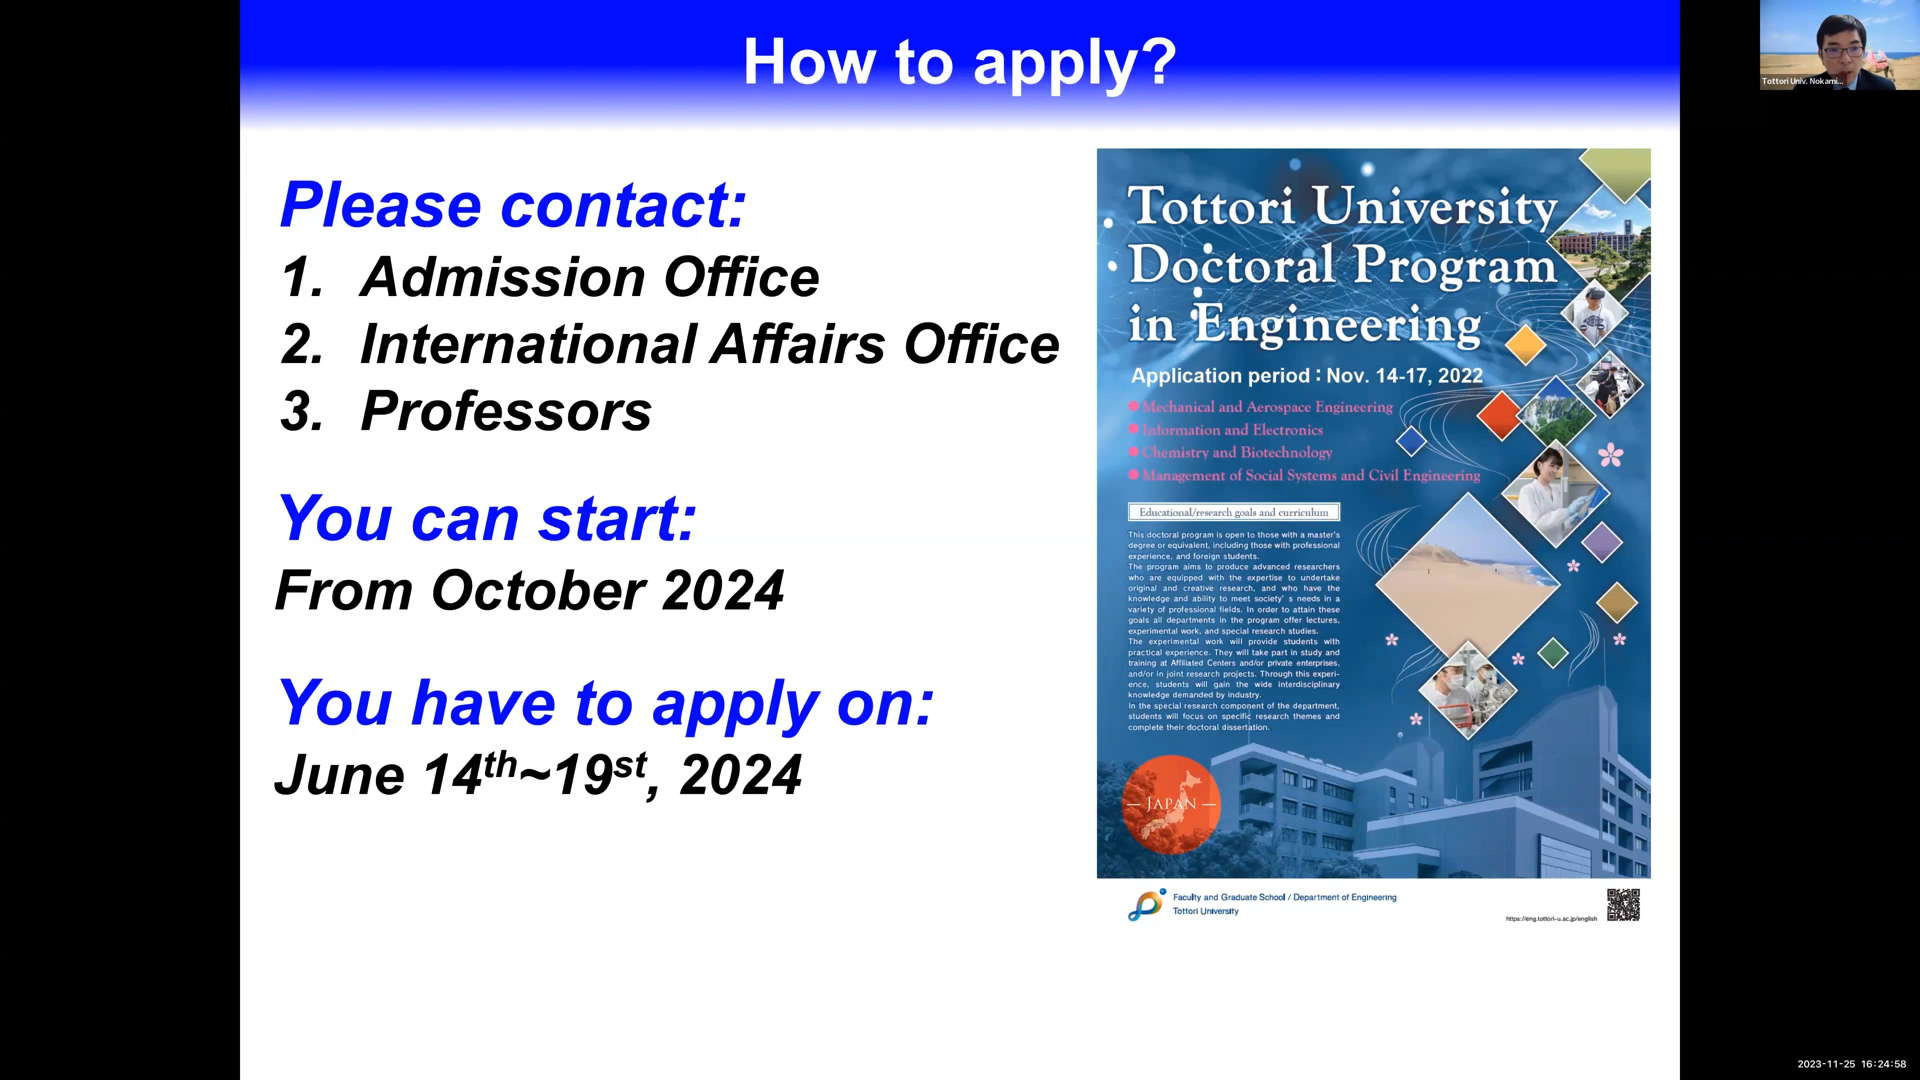 How to apply?
Tottori Univ. Nokami...
Please contact:
1. Admission Office
2. International Affairs Office
3. Professors
You can start:
From October 2024
You have to apply on:
June 14th~19st, 2024
Tottori University
Doctoral Program
in Engineering
Application period : Nov. 14-17, 2022
● Mechanical and Aerospace Engineering
● Information and Electronics
● Chemistry and Biotechnology
● Management of Social Systems and Civil Engineering
Educational/research goals and curriculum
This doctoral program is open to those with a master's
degree or equivalent, including those with professional
experience, and foreign students.
The program aims to produce advanced researchers
who are equipped with the expertise to undertake
original and creative research, and who have the
knowledge and ability to meet society's needs in a
variety of professional fields. In order to attain these
goals all departments in the program offer lectures,
experimental work, and special research studies.
The experimental work will provide students with
practical experience. They will take part in study and
training at Affiliated Centers and/or private enterprises,
and/or in joint research projects. Through this experi-
ence, students will gain the wide interdisciplinary
knowledge demanded by industry.
In the special research component of the department,
students will focus on specific research themes and
complete their doctoral dissertation.
JAPAN
Faculty and Graduate School / Department of Engineering
Tottori University
https://eng.tottori-u.ac.jp/english
2023-11-25 16:24:58